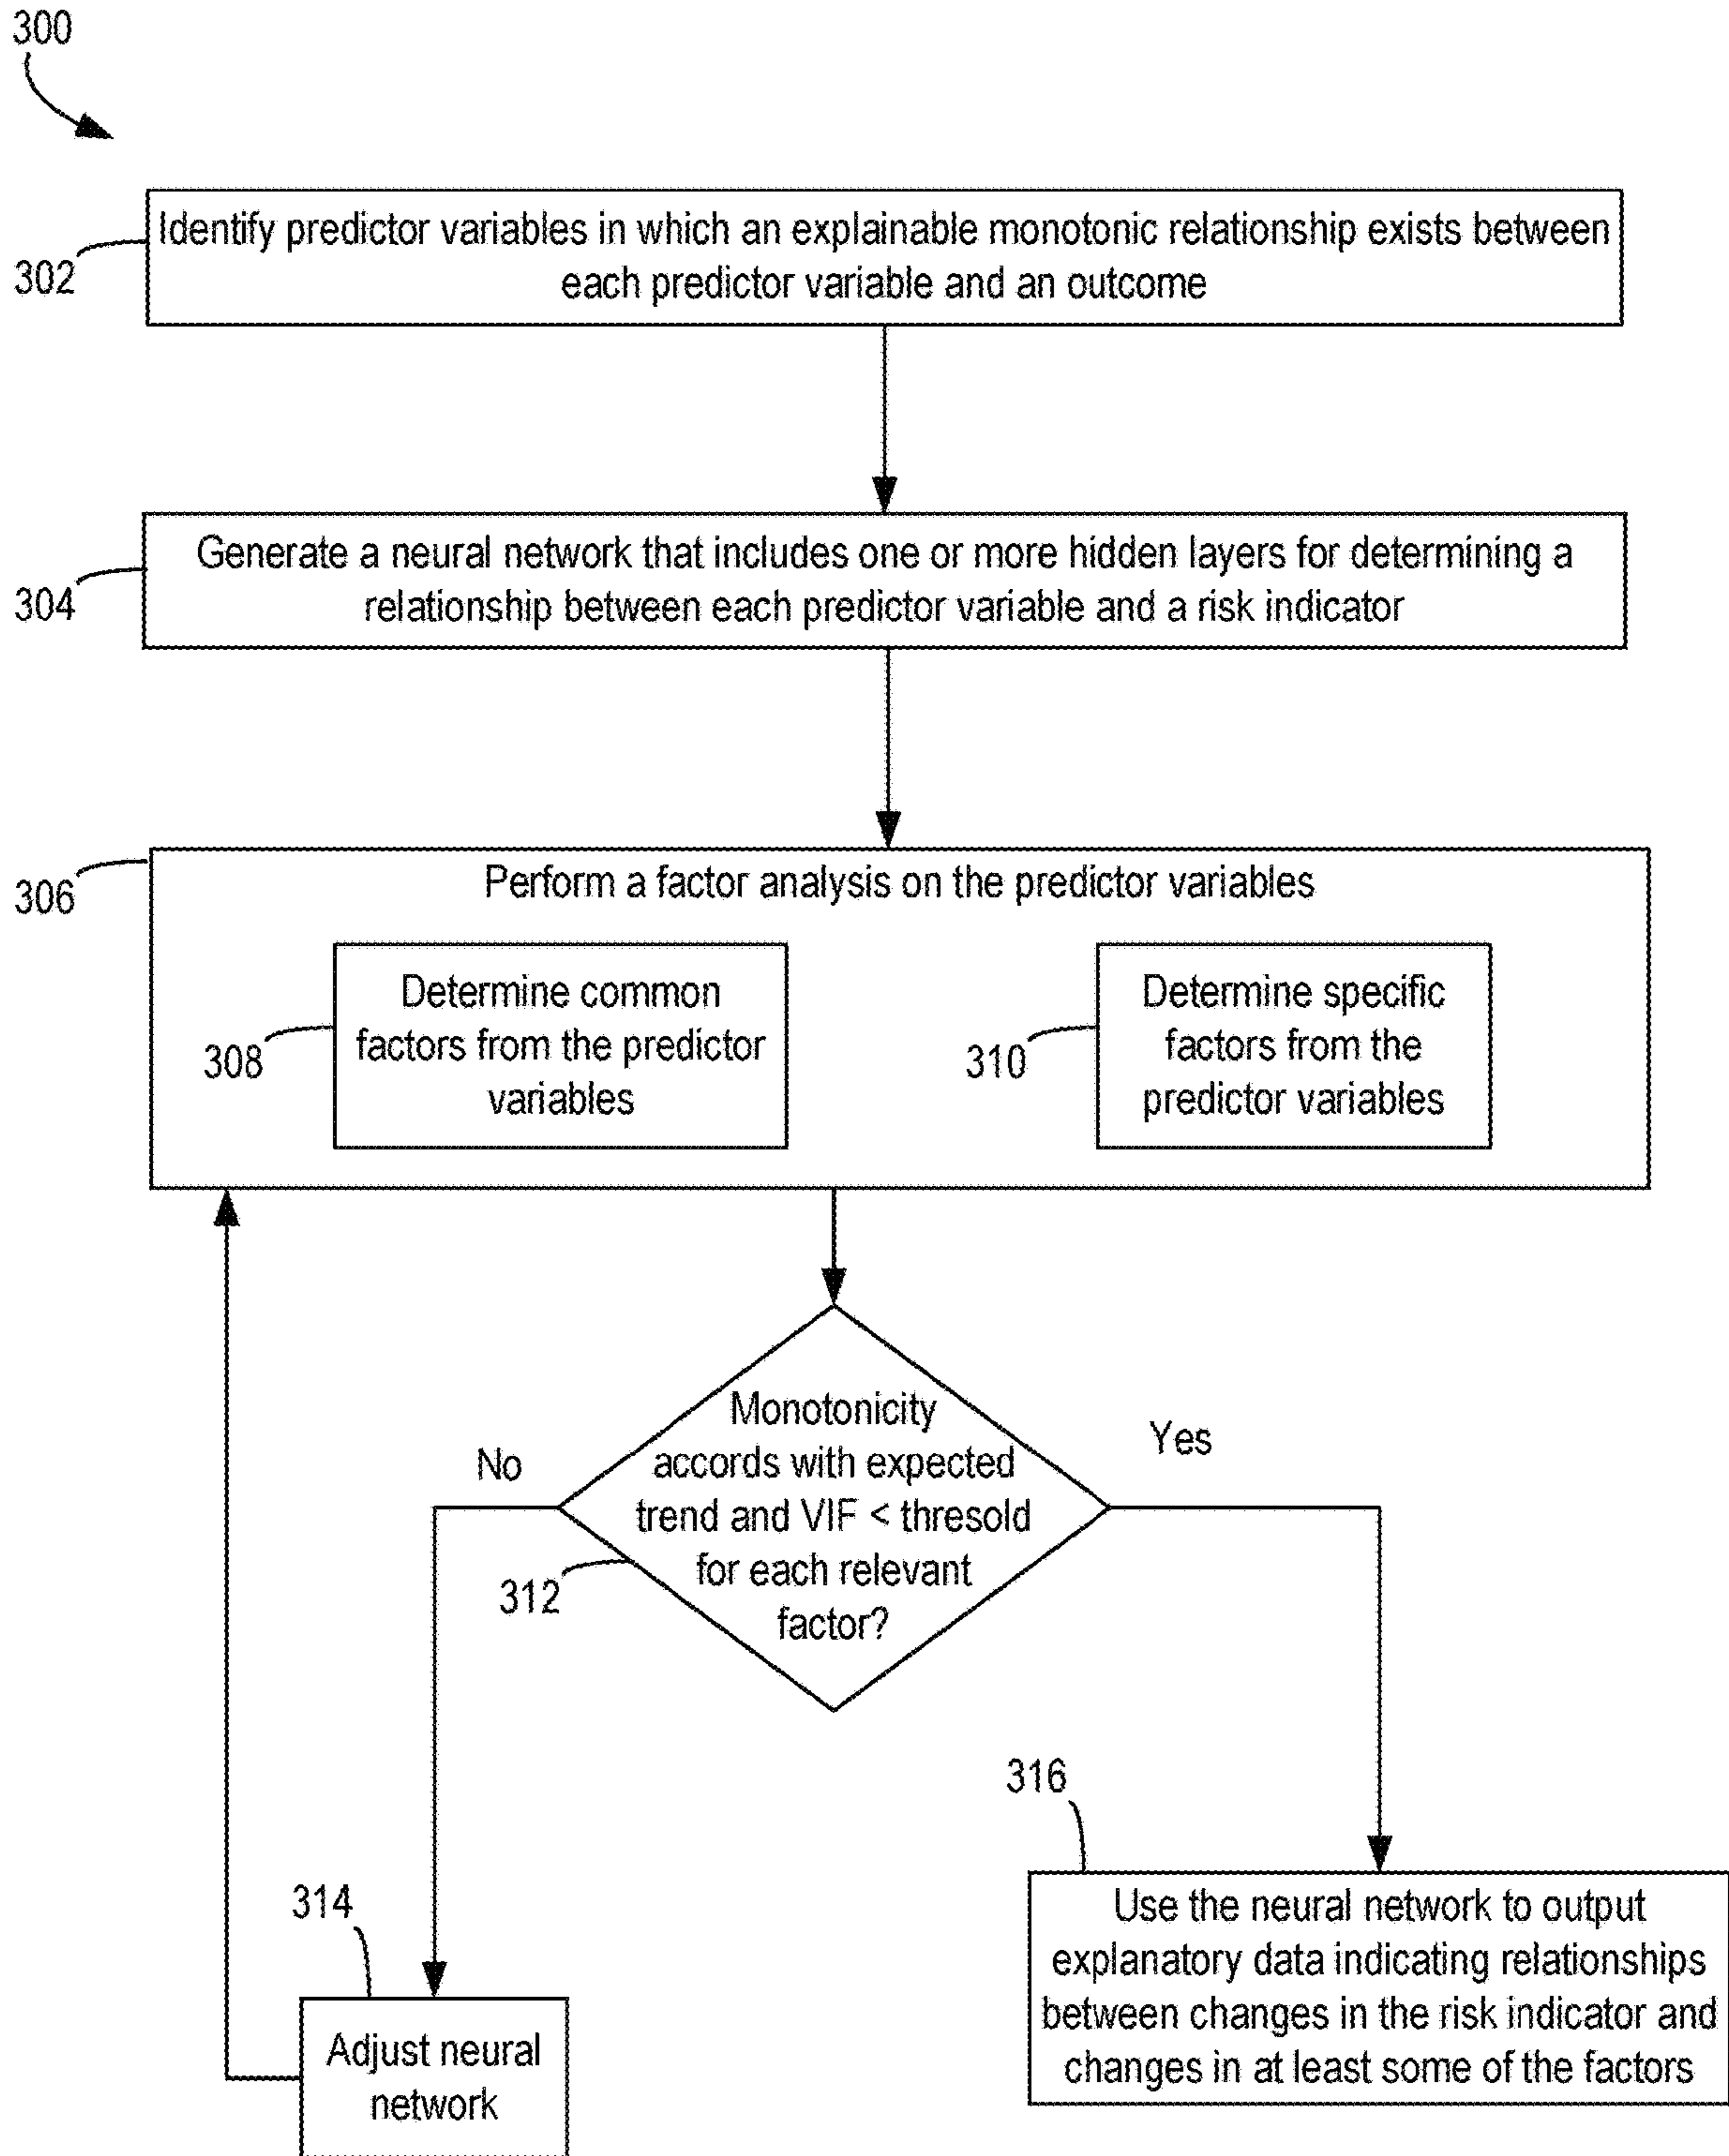 300
Identify predictor variables in which an explainable monotonic relationship exists between
each predictor variable and an outcome
302
Generate a neural network that includes one or more hidden layers for determining a
relationship between each predictor variable and a risk indicator
304
Perform a factor analysis on the predictor variables
306
Determine common
factors from the predictor
variables
308
Determine specific
factors from the
predictor variables
310
Monotonicity
accords with expected
trend and VIF < thresold
for each relevant
factor?
312
No
Yes
314
Adjust neural
network
316
Use the neural network to output
explanatory data indicating relationships
between changes in the risk indicator and
changes in at least some of the factors